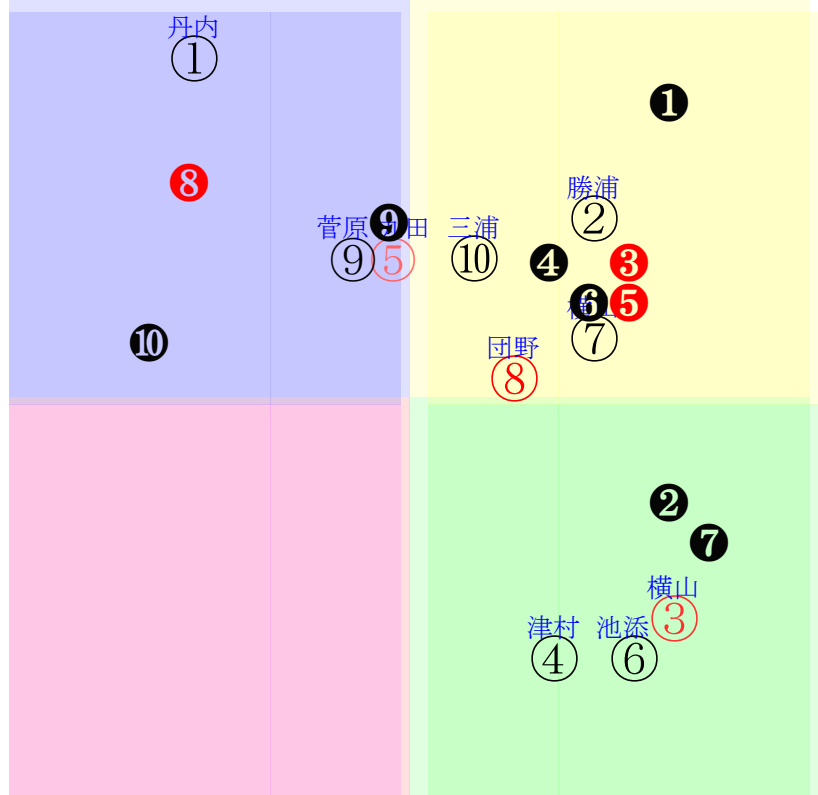 丹内
①
❶
❽
勝浦
②
❾
菅原
田
三浦
⑨
⑤
⑩
❹
❸
❻
❺
⑦
❿
団野
⑧
❷
❼
横山
③
津村
池添
④
⑥